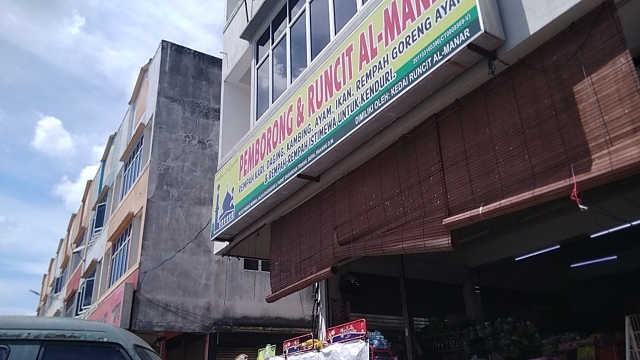 PEMBORONG & RUNCIT AL-MANAR
REMPAH KARI, DAGING, KAMBING, AYAM, IKAN, REMPAH GORENG AYAM
& REMPAH-REMPAH ISTIMEWA UNTUK KENDURI.
DIMILIKI OLEH: KEDAI RUNCIT AL-MANAR